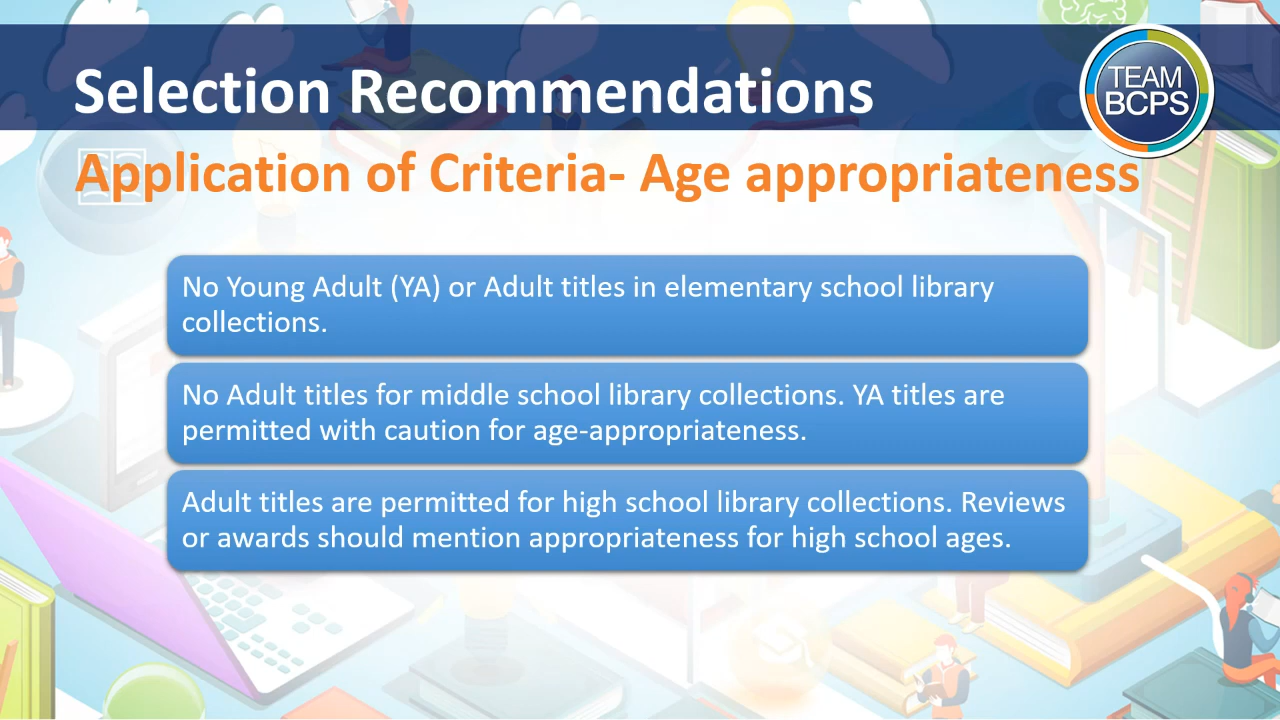 Selection Recommendations
TEAM
BCPS
Application of Criteria- Age appropriateness
No Young Adult (YA) or Adult titles in elementary school library
collections.
No Adult titles for middle school library collections. YA titles are
permitted with caution for age-appropriateness.
Adult titles are permitted for high school library collections. Reviews
or awards should mention appropriateness for high school ages.